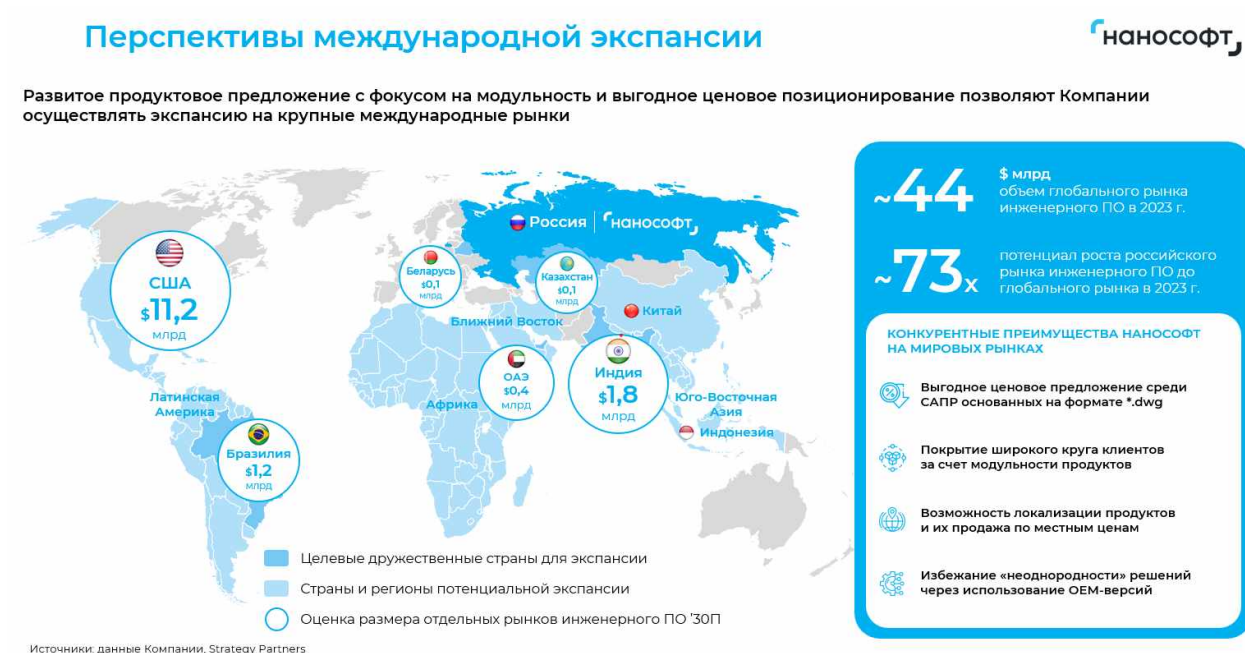 Перспективы международной экспансии
нанософт
Развитое продуктовое предложение с фокусом на модульность и выгодное ценовое позиционирование позволяют Компании
осуществлять экспансию на крупные международные рынки
Россия
нанософт
США
$11,2
млрд
Беларусь
$0,1
млрд
Казахстан
$0,1
млрд
Китай
Ближний Восток
ОАЭ
$0,4
млрд
Индия
$1,8
млрд
Латинская
Америка
Африка
Юго-Восточная
Азия
Индонезия
Бразилия
$1,2
млрд
Целевые дружественные страны для экспансии
Страны и регионы потенциальной экспансии
Оценка размера отдельных рынков инженерного ПО '30П
Источники: данные Компании, Strategy Partners
~44
$ млрд
объем глобального рынка
инженерного ПО в 2023 г.
~73x
потенциал роста российского
рынка инженерного ПО до
глобального рынка в 2023 г.
КОНКУРЕНТНЫЕ ПРЕИМУЩЕСТВА НАНОСОФТ
НА МИРОВЫХ РЫНКАХ
Выгодное ценовое предложение среди
САПР основанных на формате *.dwg
Покрытие широкого круга клиентов
за счет модульности продуктов
Возможность локализации продуктов
и их продажа по местным ценам
Избежание «неоднородности» решений
через использование OEM-версий